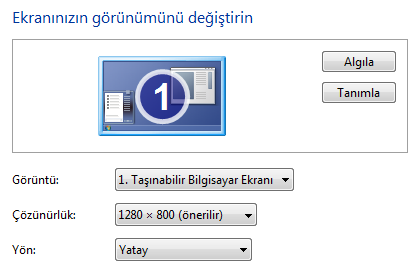 Ekranınızın görünümünü değiştirin
1
Algıla
Tanımla
Görüntü: 1. Taşınabilir Bilgisayar Ekranı
Çözünürlük: 1280 × 800 (önerilir)
Yön: Yatay